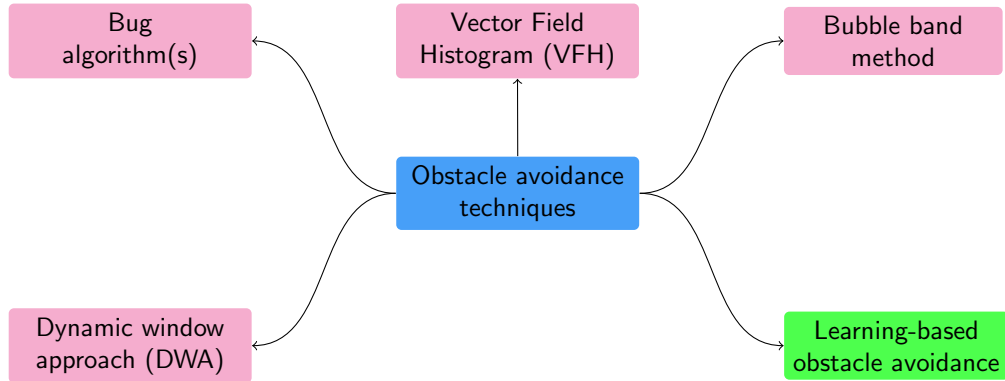 Bug
algorithm(s)
Vector Field
Histogram (VFH)
Bubble band
method
Obstacle avoidance
techniques
Dynamic window
approach (DWA)
Learning-based
obstacle avoidance